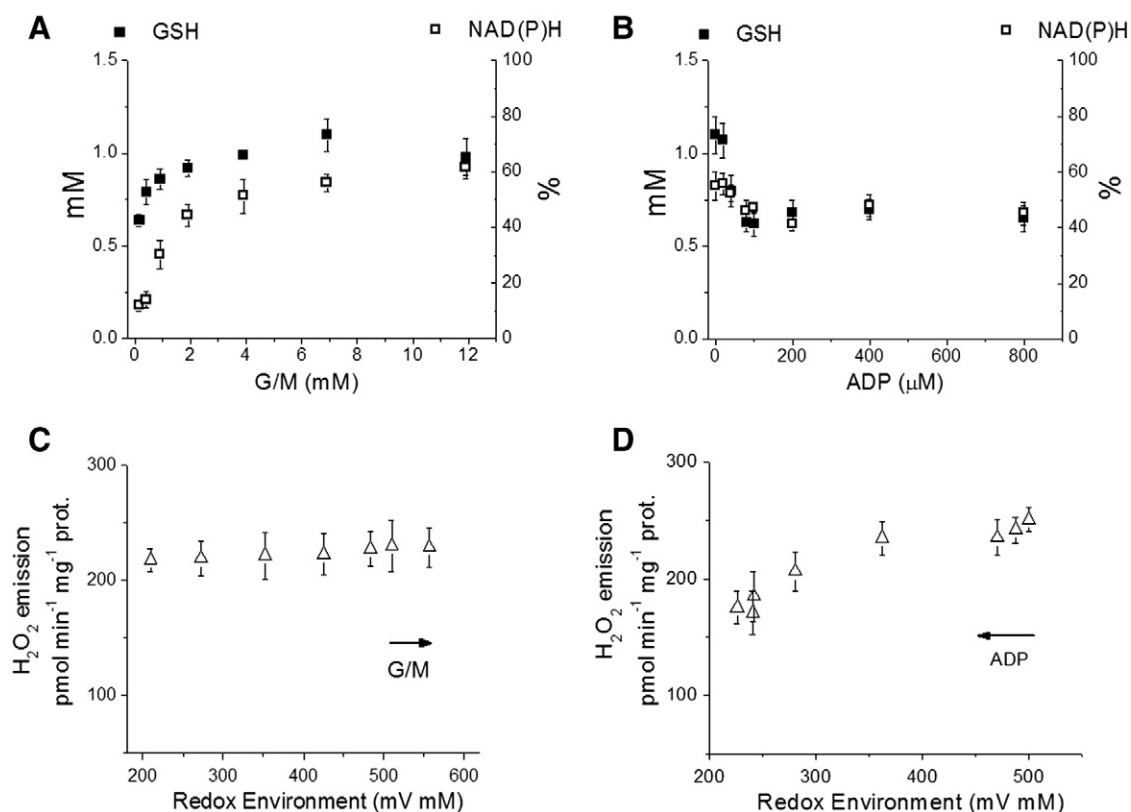 A
■ GSH
□ NAD(P)H
1.5
1.0
0.5
0.0
mM
100
80
60
40
20
0
%
0 2 4 6 8 10 12
G/M (mM)
B
■ GSH
□ NAD(P)H
1.5
1.0
0.5
0.0
mM
100
80
60
40
20
0
%
0 200 400 600 800
ADP (μM)
C
300
200
100
H₂O₂ emission
pmol min⁻¹ mg⁻¹ prot.
G/M
200 300 400 500 600
Redox Environment (mV mM)
D
300
200
100
H₂O₂ emission
pmol min⁻¹ mg⁻¹ prot.
ADP
200 300 400 500
Redox Environment (mV mM)